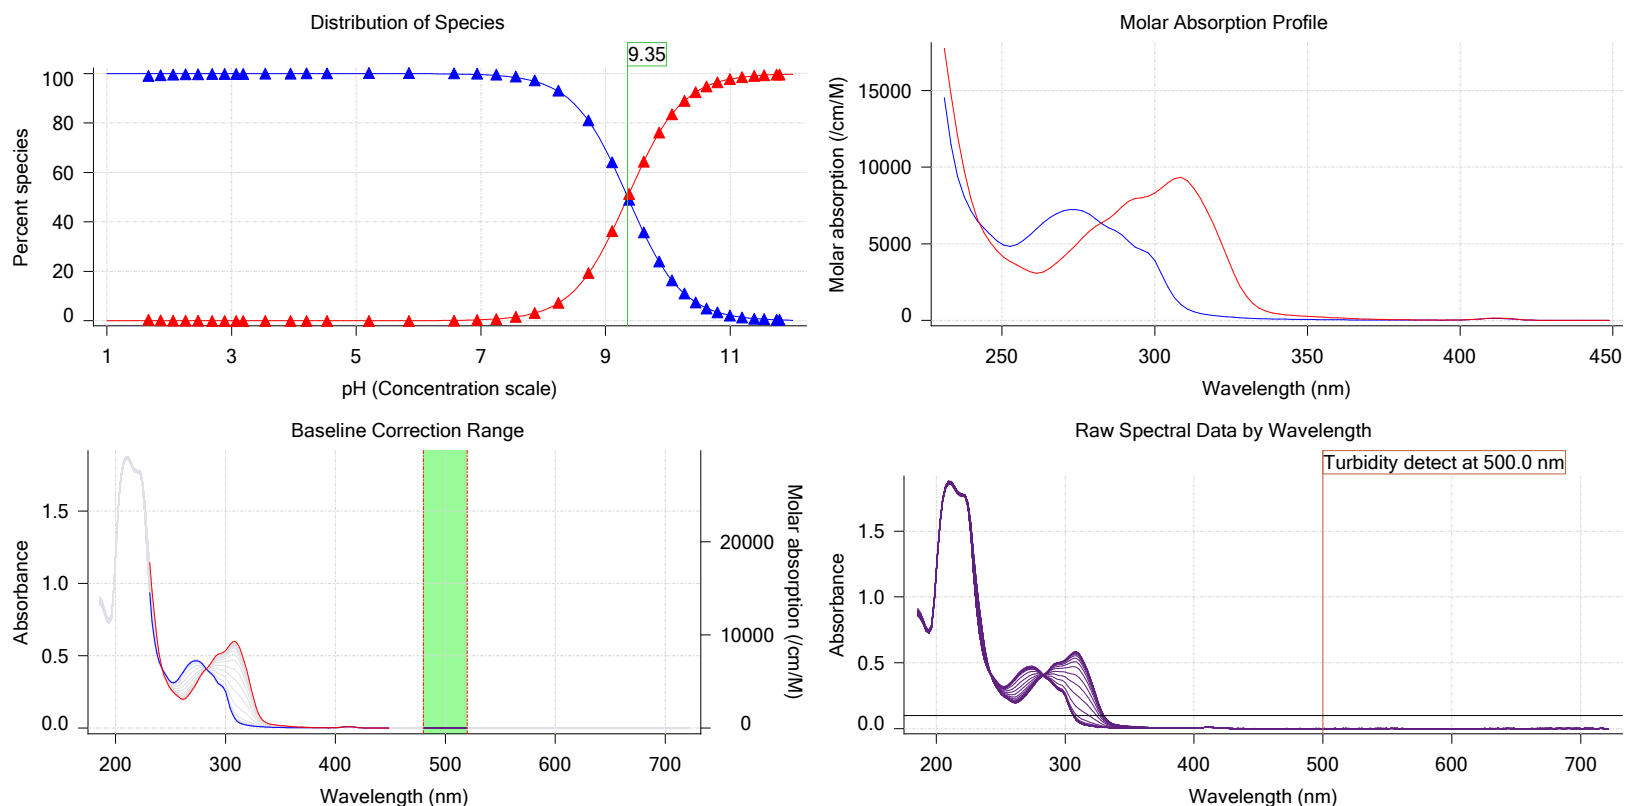 Distribution of Species
9.35
Percent species
100
80
60
40
20
0
1 3 5 7 9 11
pH (Concentration scale)
Molar Absorption Profile
Molar absorption (/cm/M)
15000
10000
5000
0
250 300 350 400 450
Wavelength (nm)
Baseline Correction Range
Absorbance
1.5
1.0
0.5
0.0
20000
10000
0
Molar absorption (/cm/M)
200 300 400 500 600 700
Wavelength (nm)
Raw Spectral Data by Wavelength
Turbidity detect at 500.0 nm
Absorbance
1.5
1.0
0.5
0.0
200 300 400 500 600 700
Wavelength (nm)